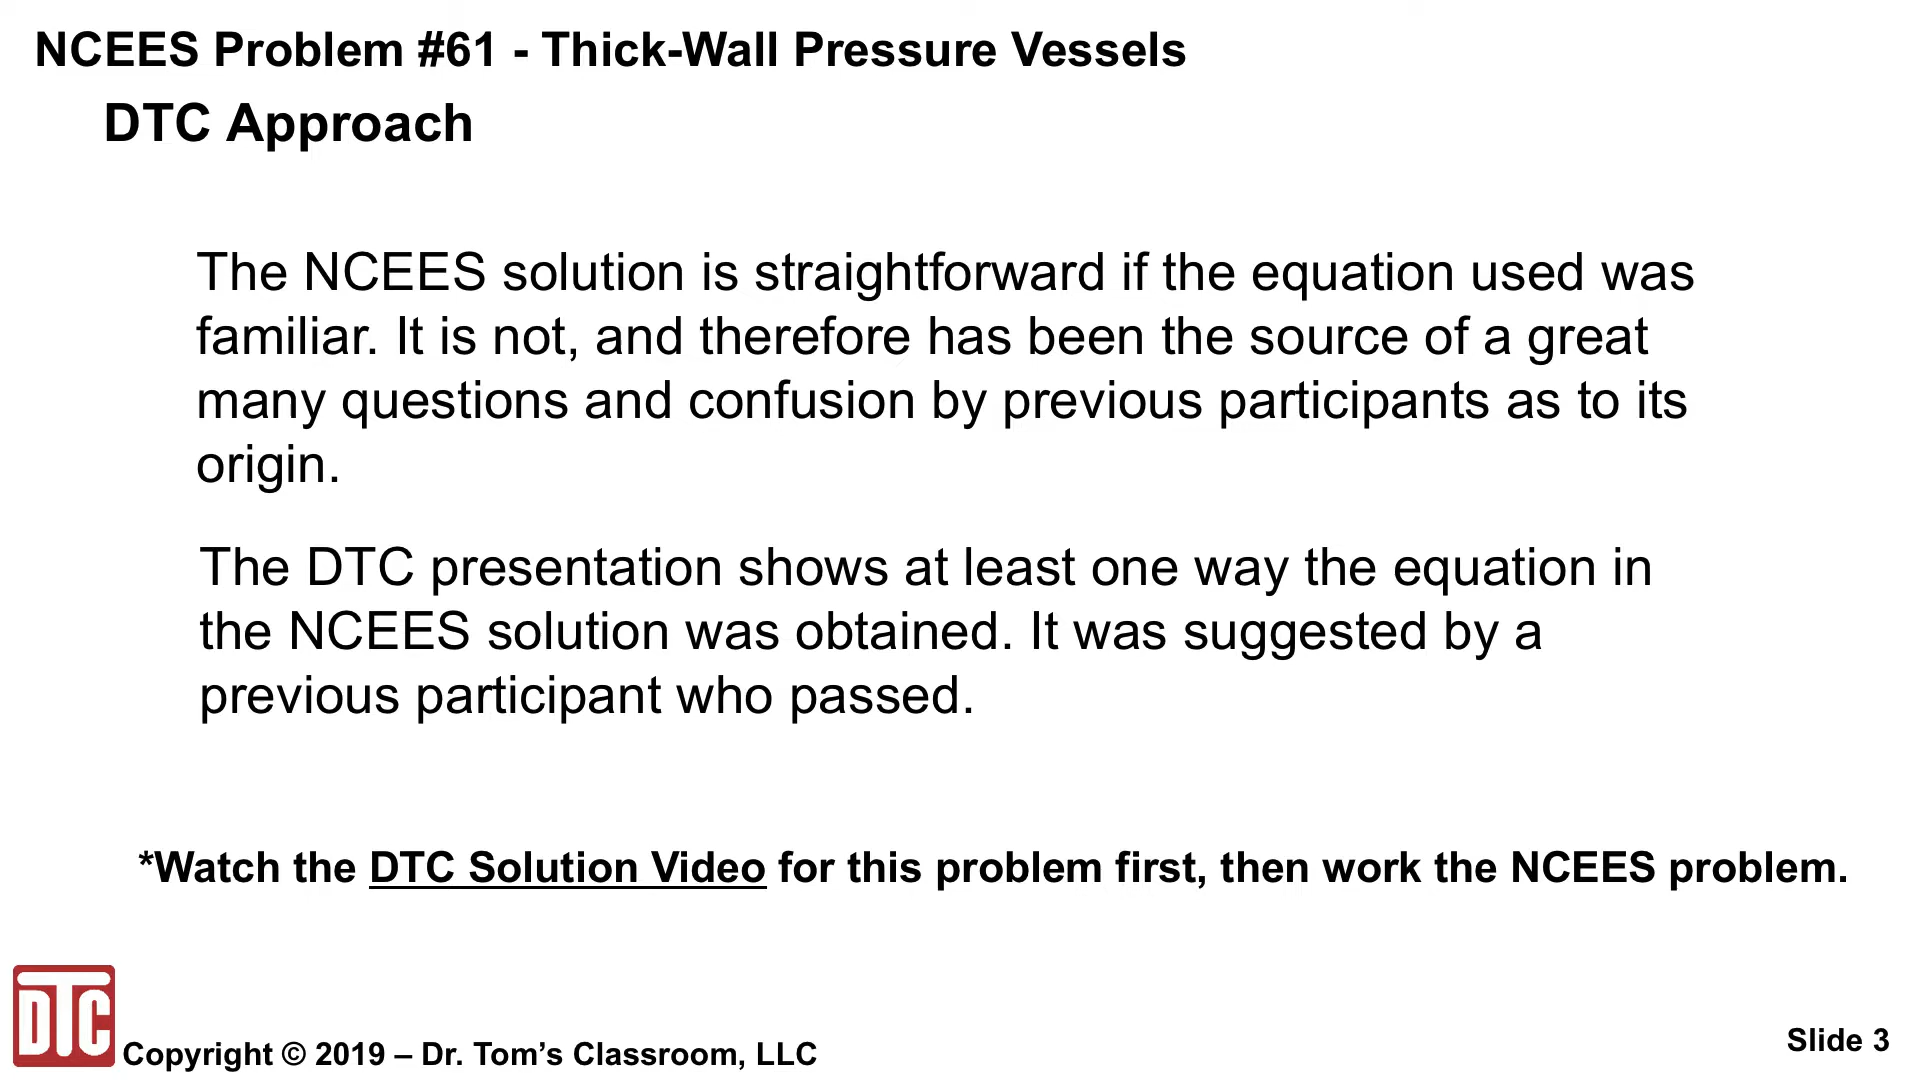 NCEES Problem #61 - Thick-Wall Pressure Vessels
DTC Approach
The NCEES solution is straightforward if the equation used was
familiar. It is not, and therefore has been the source of a great
many questions and confusion by previous participants as to its
origin.
The DTC presentation shows at least one way the equation in
the NCEES solution was obtained. It was suggested by a
previous participant who passed.
*Watch the DTC Solution Video for this problem first, then work the NCEES problem.
DTC
Copyright © 2019 – Dr. Tom’s Classroom, LLC
Slide 3